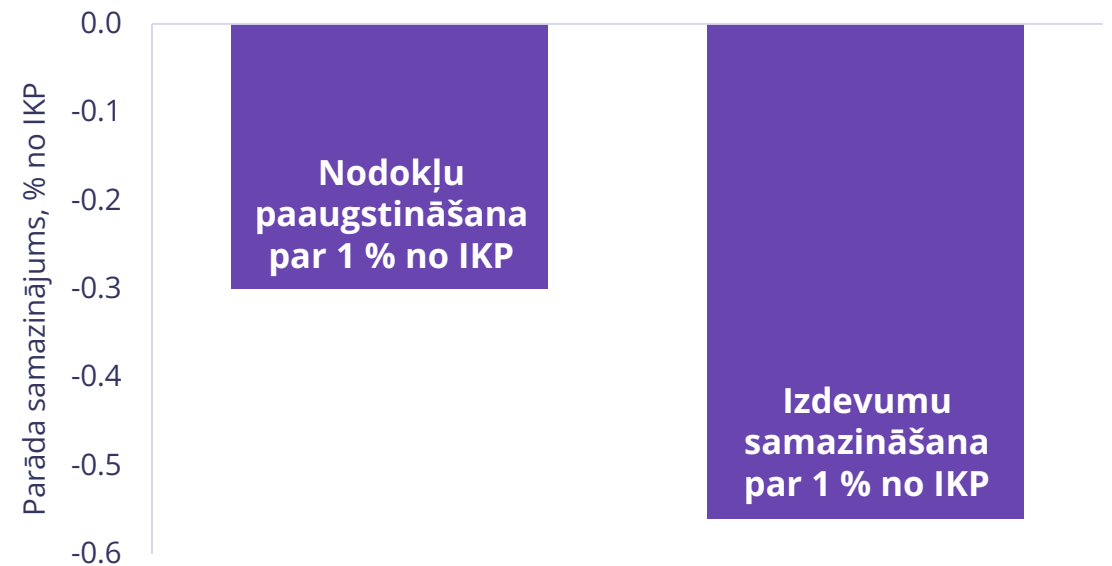 Parāda samazinājums, % no IKP
0.0
-0.1
-0.2
-0.3
-0.4
-0.5
-0.6
Nodokļu
paaugstināšana
par 1 % no IKP
Izdevumu
samazināšana
par 1 % no IKP